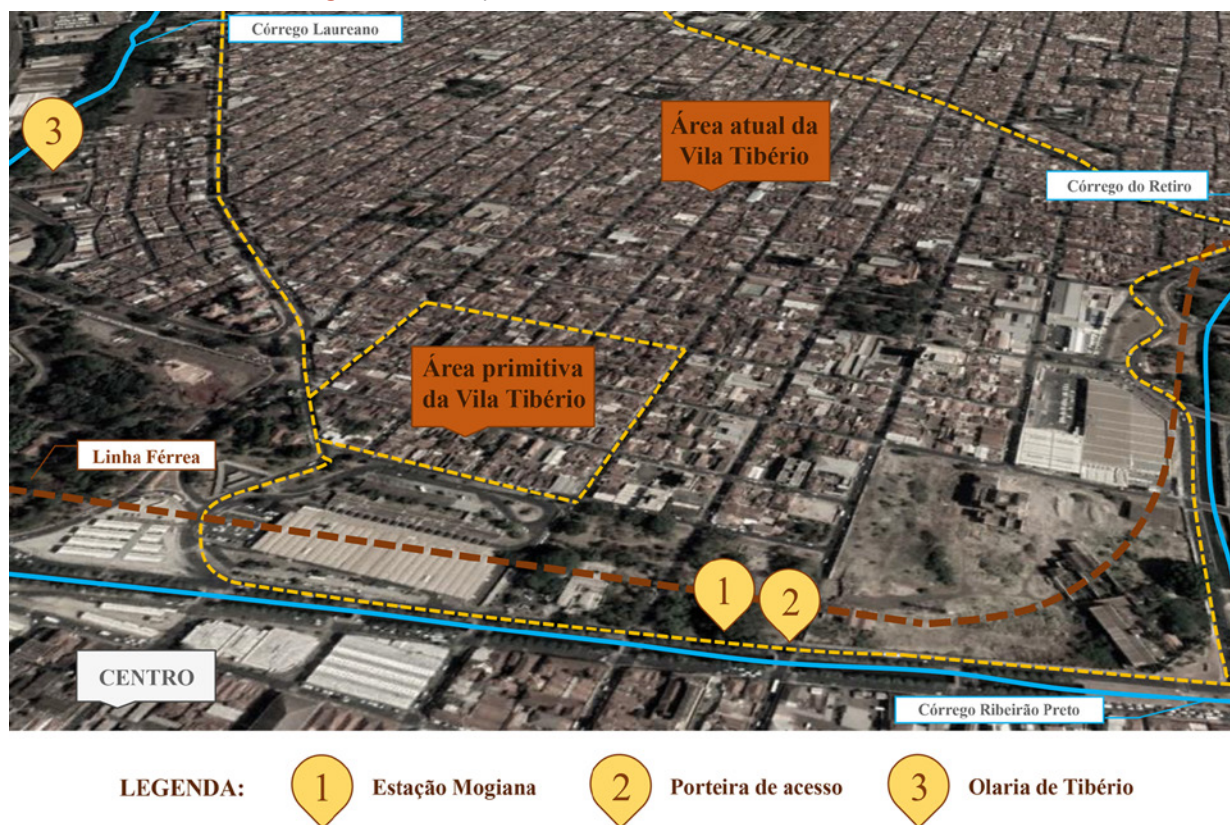 Córrego Laureano
3
Área atual da
Vila Tibério
Córrego do Retiro
Área primitiva
da Vila Tibério
Linha Férrea
1
2
CENTRO
Córrego Ribeirão Preto
LEGENDA:
1
Estação Mogiana
2
Porteira de acesso
3
Olaria de Tibério